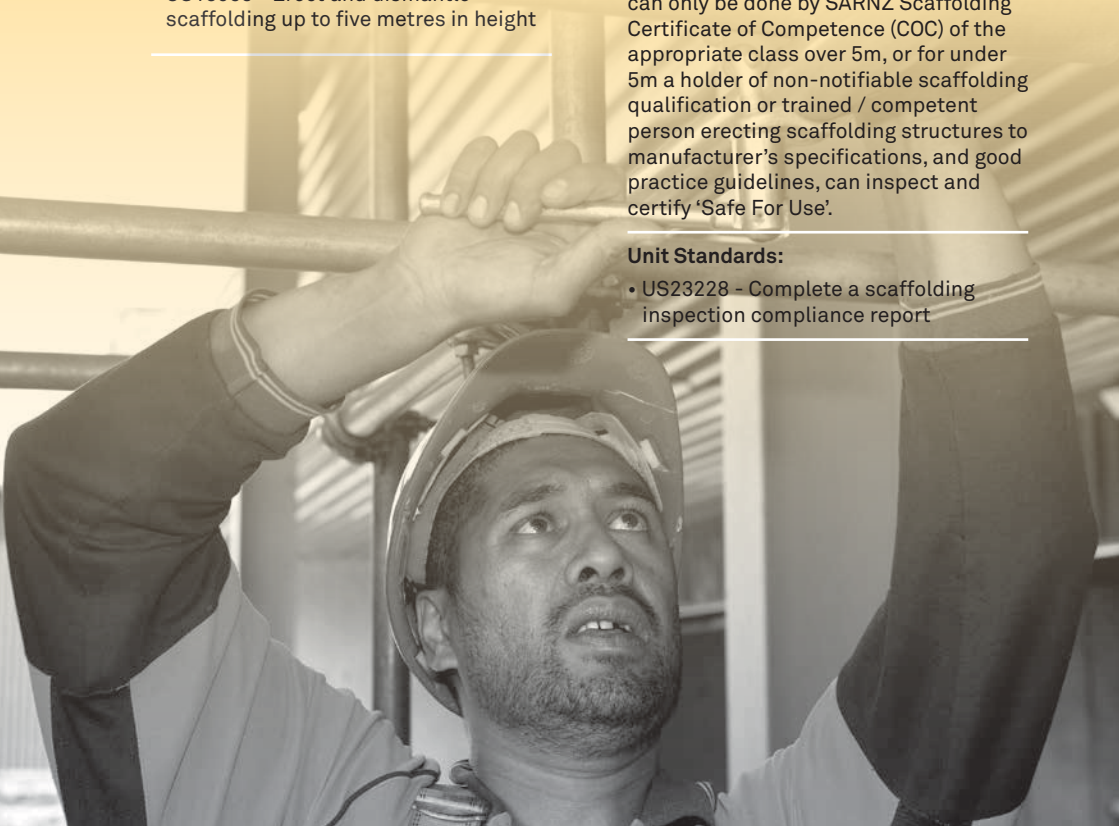 scaffolding up to five metres in height
can only be done by SARNZ Scaffolding
Certificate of Competence (COC) of the
appropriate class over 5m, or for under
5m a holder of non-notifiable scaffolding
qualification or trained / competent
person erecting scaffolding structures to
manufacturer's specifications, and good
practice guidelines, can inspect and
certify ‘Safe For Use’.
Unit Standards:
• US23228 - Complete a scaffolding
inspection compliance report